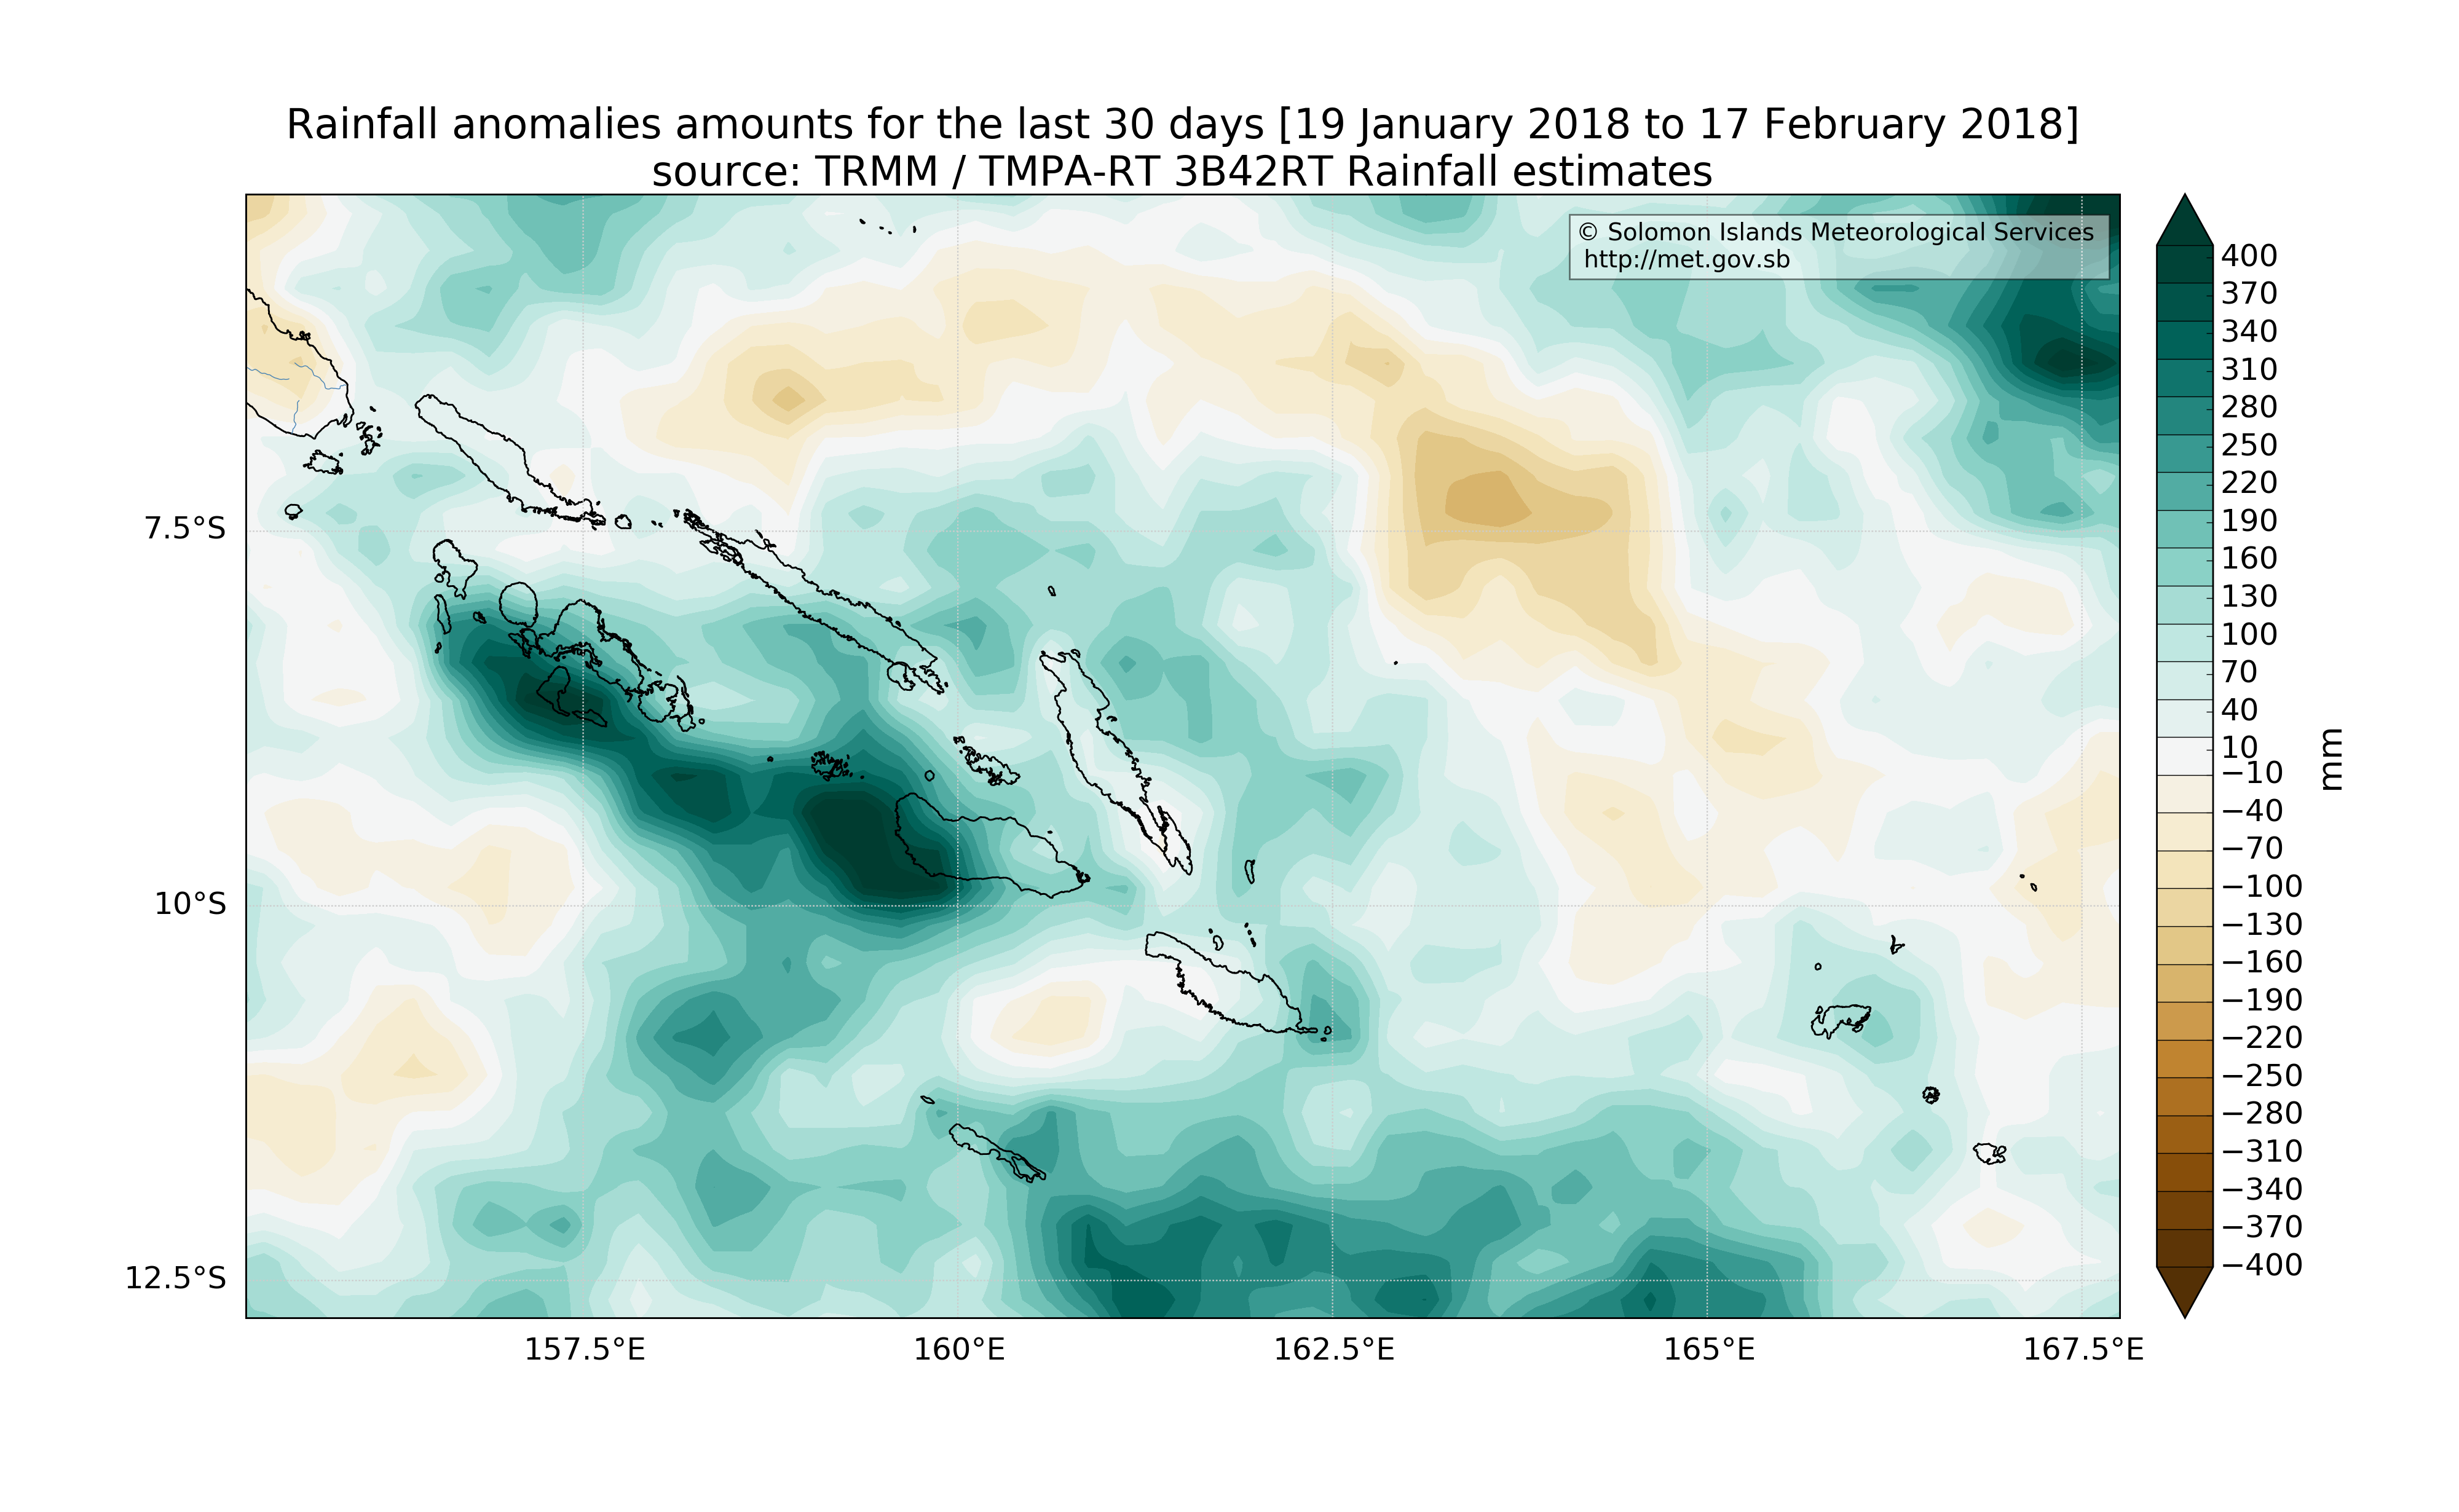 Rainfall anomalies amounts for the last 30 days [19 January 2018 to 17 February 2018]
source: TRMM / TMPA-RT 3B42RT Rainfall estimates
© Solomon Islands Meteorological Services
http://met.gov.sb
7.5°S
10°S
12.5°S
157.5°E
160°E
162.5°E
165°E
167.5°E
400
370
340
310
280
250
220
190
160
130
100
70
40
10
−10
−40
−70
−100
−130
−160
−190
−220
−250
−280
−310
−340
−370
−400
mm